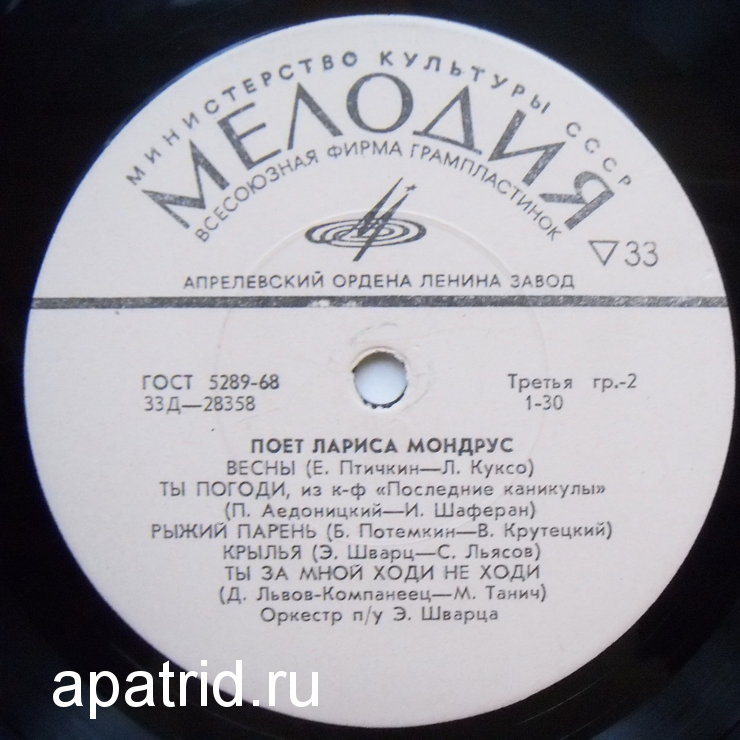 МИНИСТЕРСТВО КУЛЬТУРЫ СССР
МЕЛОДИЯ
ВСЕСОЮЗНАЯ ФИРМА ГРАМПЛАСТИНОК
▽33
АПРЕЛЕВСКИЙ ОРДЕНА ЛЕНИНА ЗАВОД
ГОСТ 5289-68
Третья гр.-2
33Д—28358
1-30
ПОЕТ ЛАРИСА МОНДРУС
ВЕСНЫ (Е. Птичкин—Л. Куксо)
ТЫ ПОГОДИ, из к-ф «Последние каникулы»
(П. Аедоницкий—И. Шаферан)
РЫЖИЙ ПАРЕНЬ (Б. Потемкин—В. Крутецкий)
КРЫЛЬЯ (Э. Шварц—С. Льясов)
ТЫ ЗА МНОЙ ХОДИ НЕ ХОДИ
(Д. Львов-Компанеец—М. Танич)
Оркестр п/у Э. Шварца
apatrid.ru